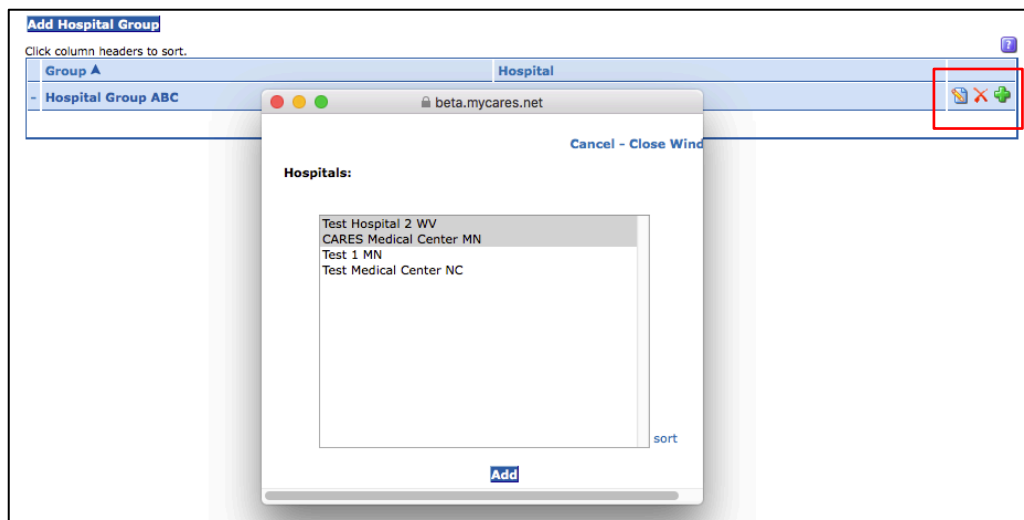 Add Hospital Group
Click column headers to sort.
?
Group Hospital
- Hospital Group ABC
beta.mycares.net
Cancel - Close Wind
Hospitals:
Test Hospital 2 WV
CARES Medical Center MN
Test 1 MN
Test Medical Center NC
sort
Add